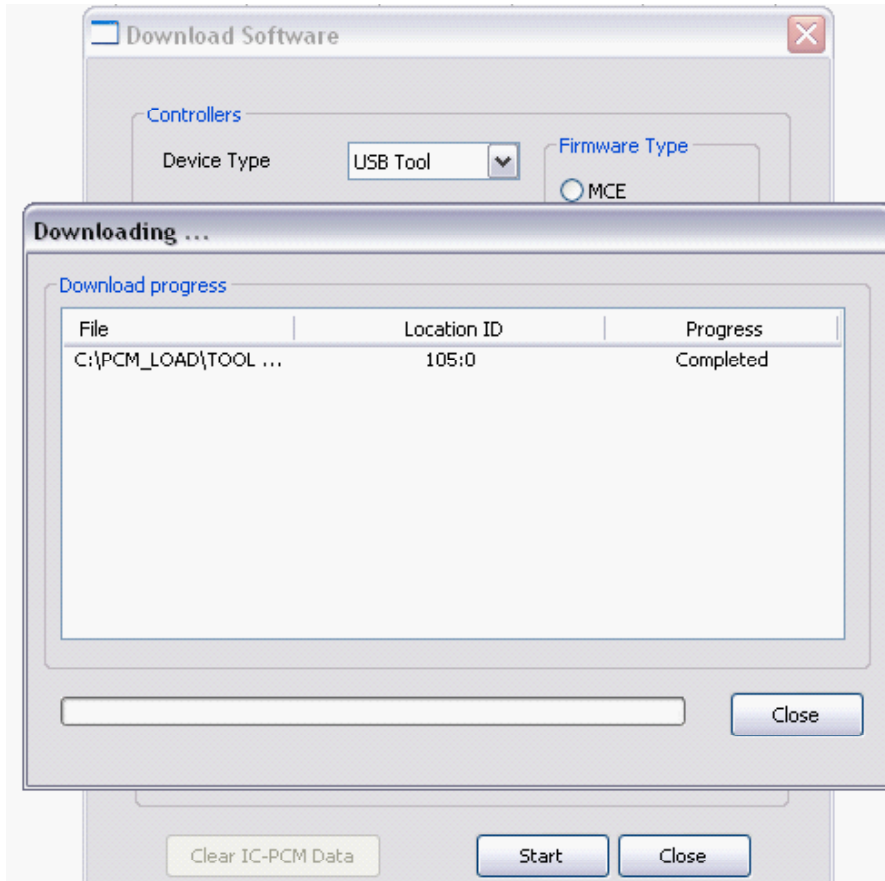 Download Software
Controllers
Device Type
USB Tool
Firmware Type
MCE
Downloading ...
Download progress
File Location ID Progress
C:\PCM_LOAD\TOOL ... 105:0 Completed
Close
Clear IC-PCM Data Start Close